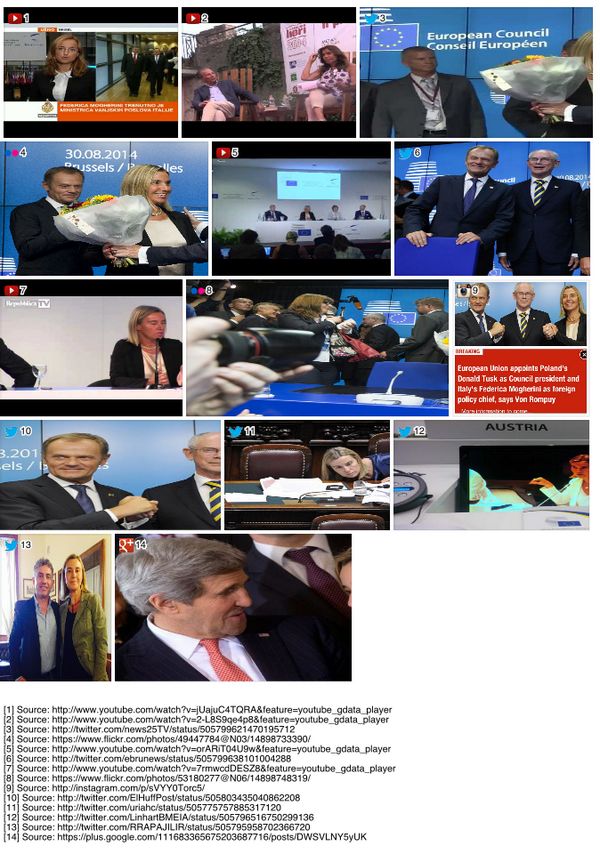 1
NEWS
FEDERICA MOGHERINI TRENUTNO JE
MINISTRICA VANJSKIH POSLOVA ITALIJE
2
3
European Council
Conseil Européen
4
30.08.2014
Brussels / Bruxelles
5
6
30.08.2014
7
Repubblica TV
8
9
BREAKING
European Union appoints Poland's
Donald Tusk as Council president and
Italy's Federica Mogherini as foreign
policy chief, says Von Rompuy
More information to come
10
11
12
AUSTRIA
13
14
[1] Source: http://www.youtube.com/watch?v=jUajuC4TQRA&feature=youtube_gdata_player
[2] Source: http://www.youtube.com/watch?v=2-L8S9qe4p8&feature=youtube_gdata_player
[3] Source: http://twitter.com/news25TV/status/505799621470195712
[4] Source: https://www.flickr.com/photos/49447784@N03/14898733390/
[5] Source: http://www.youtube.com/watch?v=orARiT04U9w&feature=youtube_gdata_player
[6] Source: http://twitter.com/ebrunews/status/505799638101004288
[7] Source: http://www.youtube.com/watch?v=7rmwcdDESZ8&feature=youtube_gdata_player
[8] Source: https://www.flickr.com/photos/53180277@N06/14898748319/
[9] Source: http://instagram.com/p/sVYY0Torc5/
[10] Source: http://twitter.com/ElHuffPost/status/505803435040862208
[11] Source: http://twitter.com/uriahc/status/505775757885317120
[12] Source: http://twitter.com/LinhartBMEIA/status/505796516750299136
[13] Source: http://twitter.com/RRAPAJILIR/status/505795958702366720
[14] Source: https://plus.google.com/111683365675203687716/posts/DWSVLNY5yUK